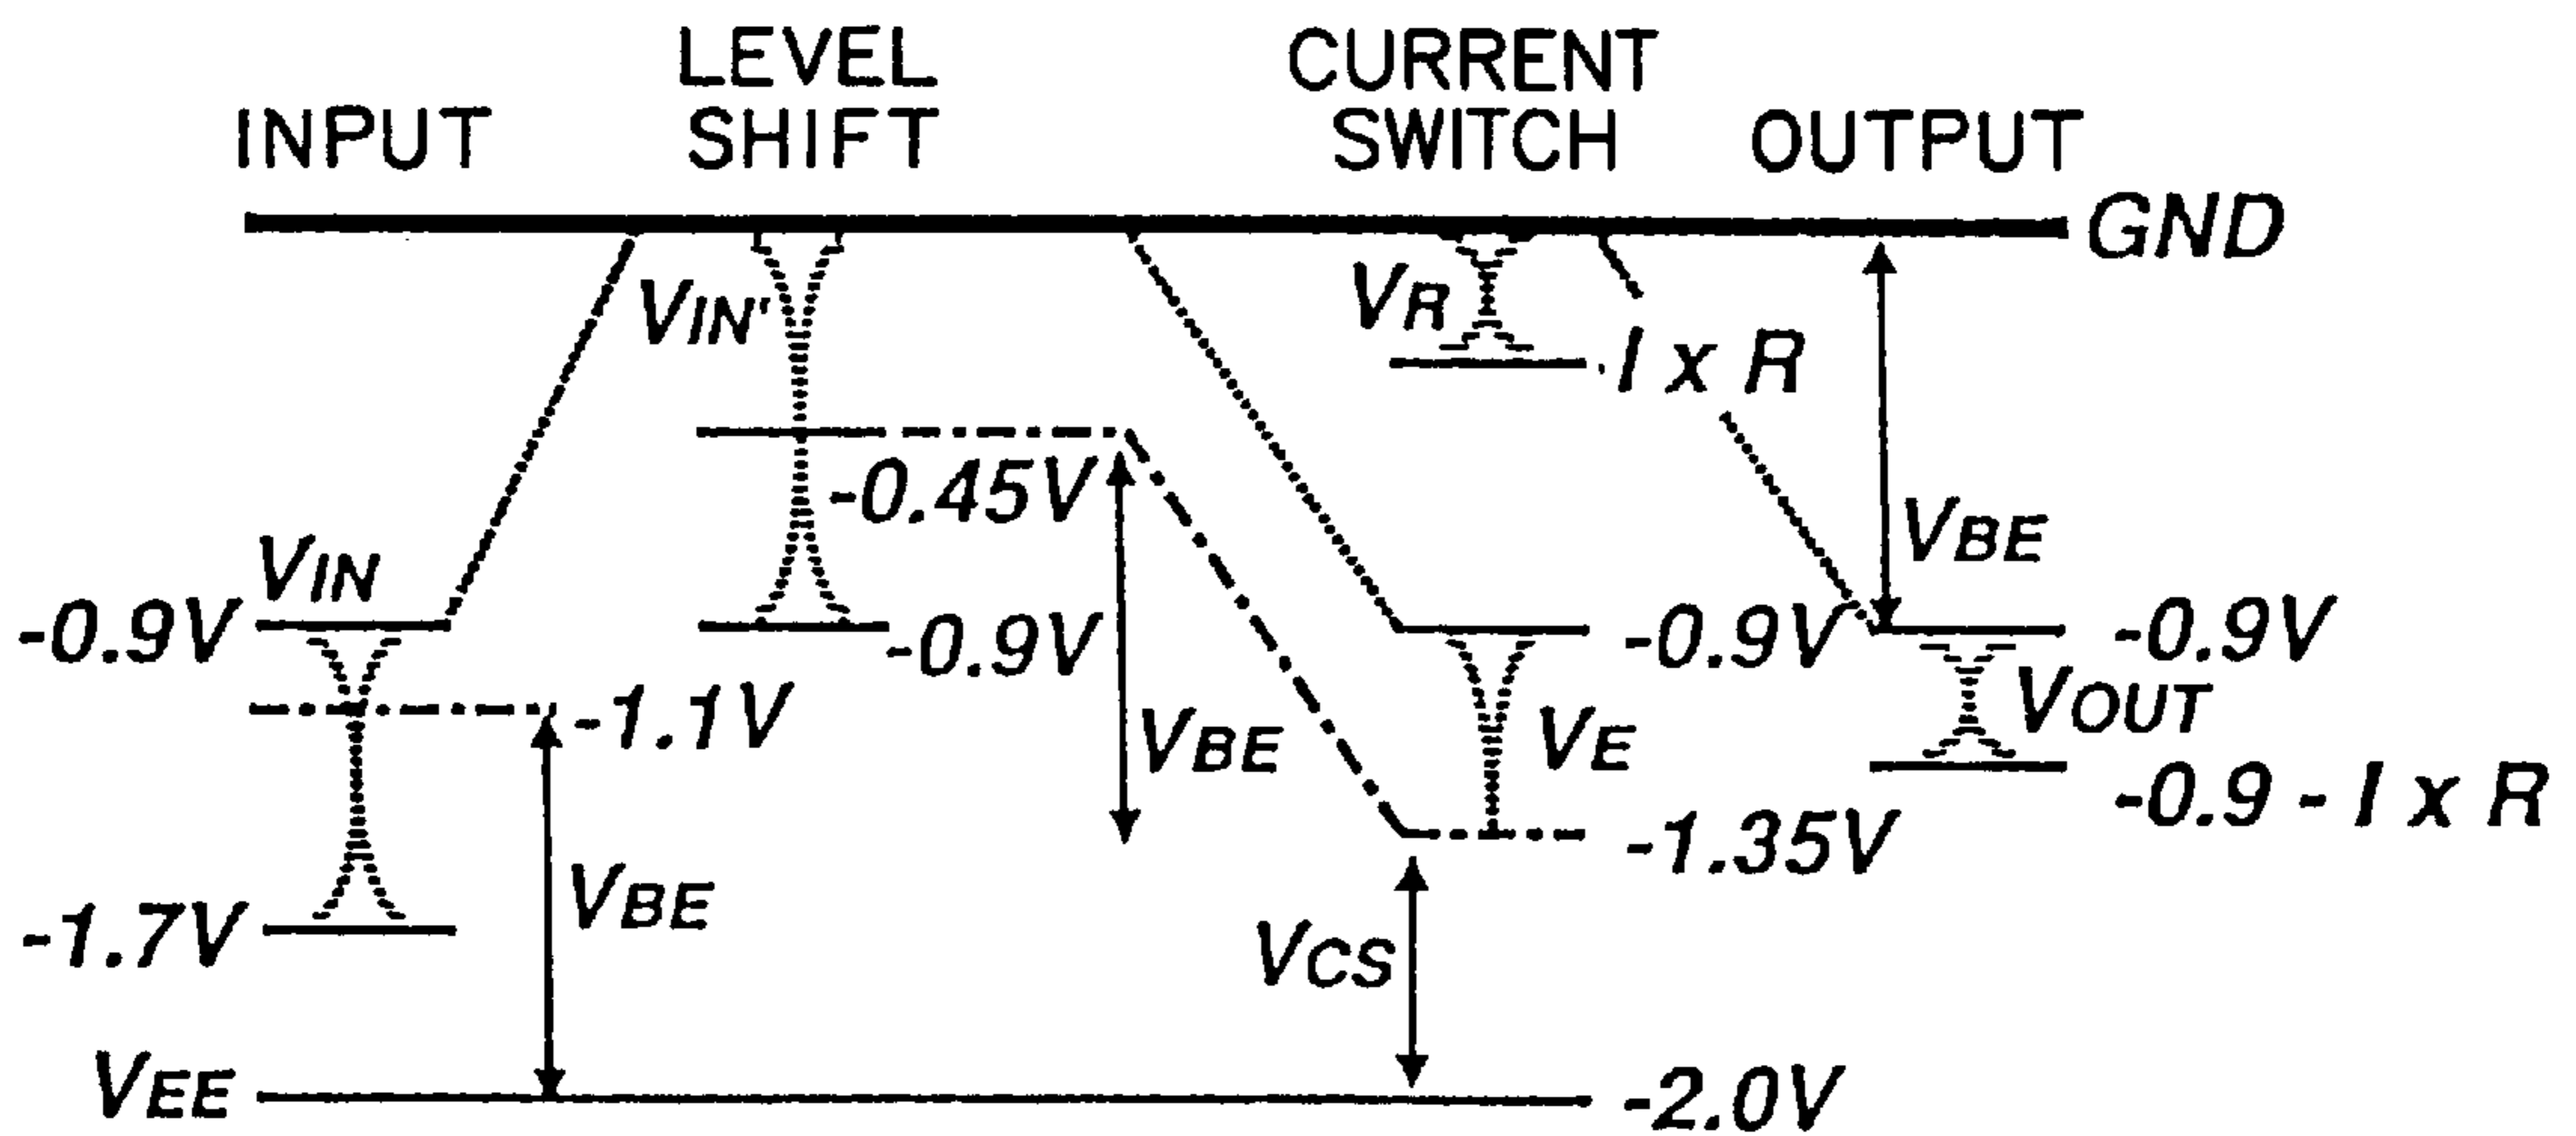 LEVEL
SHIFT
CURRENT
SWITCH
INPUT
OUTPUT
GND
VIN'
VR
I x R
-0.45V
VBE
VIN
-0.9V
-0.9V
-0.9V
-0.9V
-1.1V
VBE
VE
VOUT
-0.9 - I x R
-1.35V
VBE
-1.7V
VCS
VEE
-2.0V